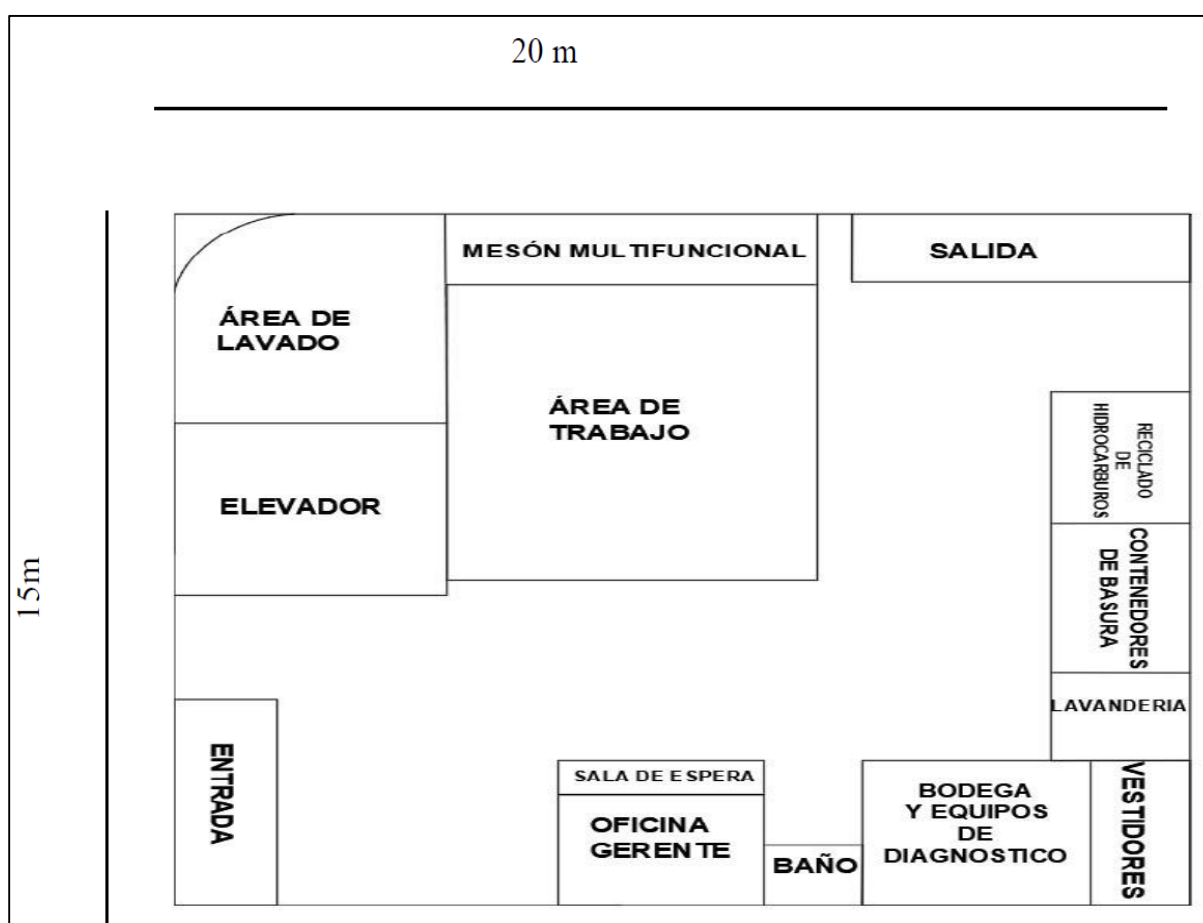 20 m
MESÓN MULTIFUNCIONAL
SALIDA
ÁREA DE
LAVADO
ÁREA DE
TRABAJO
RECICLADO
DE
HIDROCARBUROS
ELEVADOR
CONTENEDORES
DE BASURA
15m
LAVANDERIA
ENTRADA
SALA DE ESPERA
OFICINA
GERENTE
BAÑO
BODEGA
Y EQUIPOS
DE
DIAGNOSTICO
VESTIDORES